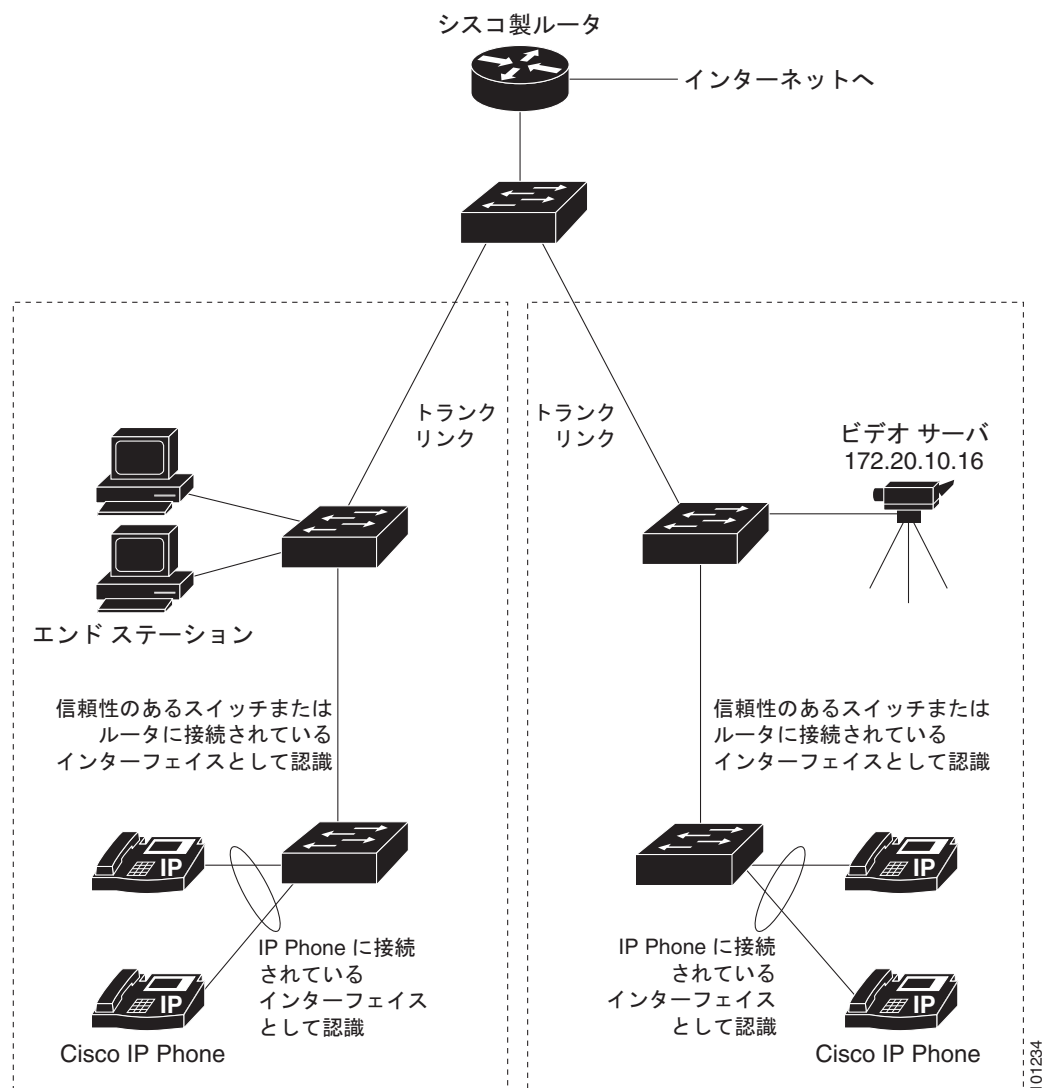 シスコ製ルータ
インターネットへ
トランク
リンク
トランク
リンク
ビデオ サーバ
172.20.10.16
エンド ステーション
信頼性のあるスイッチまたは
ルータに接続されている
インターフェイスとして認識
信頼性のあるスイッチまたは
ルータに接続されている
インターフェイスとして認識
IP
IP
IP Phone に接続
されている
インターフェイス
として認識
IP Phone に接続
されている
インターフェイス
として認識
IP
IP
Cisco IP Phone
Cisco IP Phone
101234